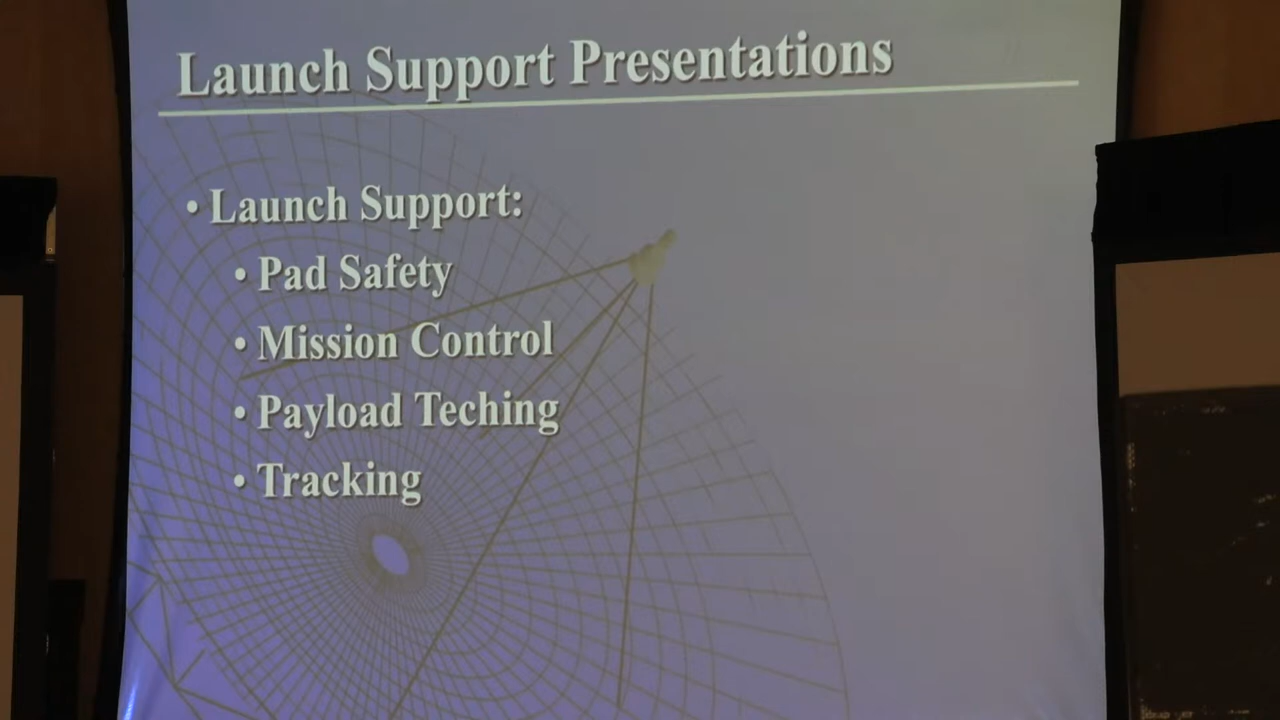 Launch Support Presentations
• Launch Support:
• Pad Safety
• Mission Control
• Payload Teching
• Tracking